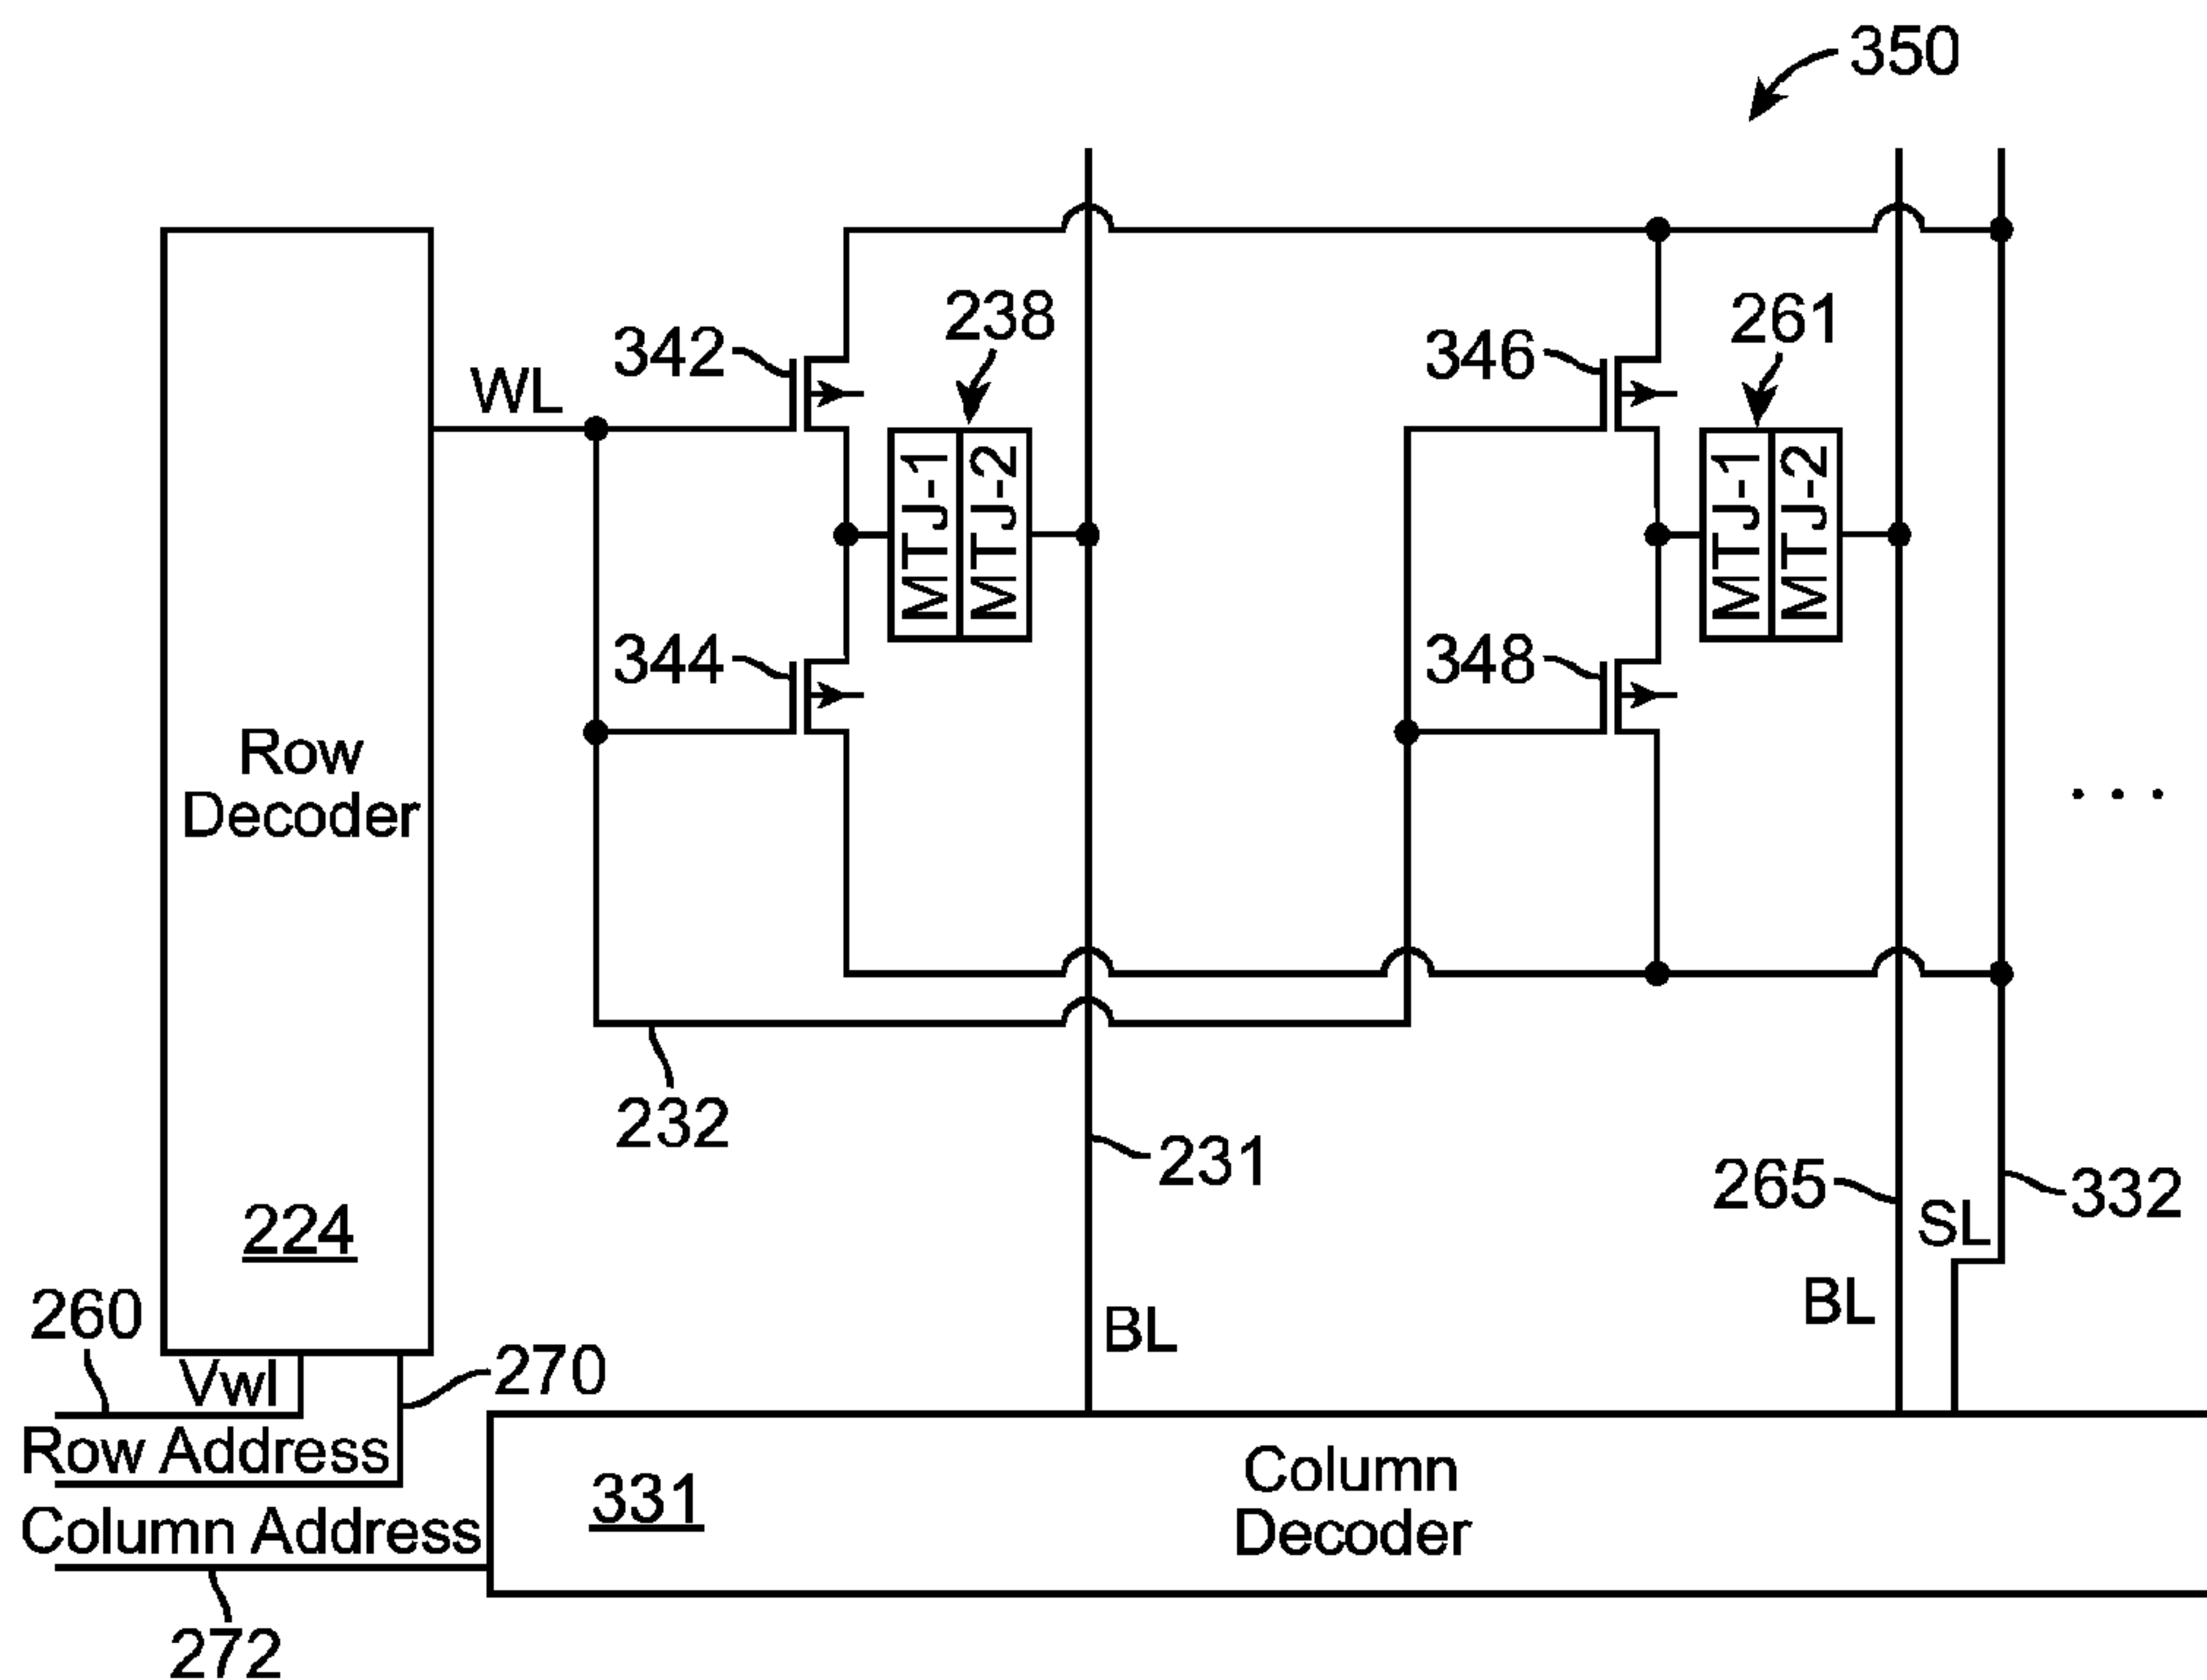 350
238
261
342
346
WL
MTJ-1
MTJ-2
MTJ-1
MTJ-2
344
348
Row
Decoder
. . .
232
231
265
332
224
SL
260
BL
BL
270
Vwl
Row Address
Column
Decoder
331
Column Address
272